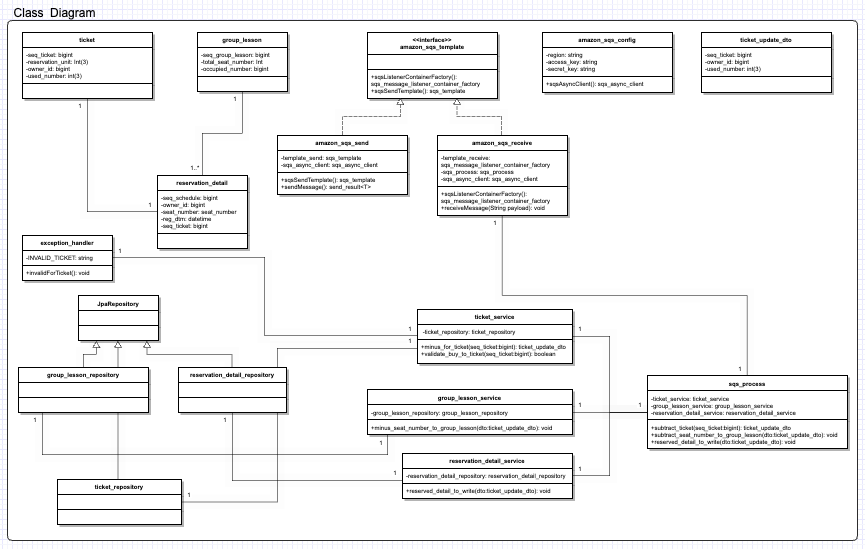 Class Diagram
ticket
-seq_ticket: bigint
-reservation_unit: Int(3)
-owner_id: bigint
-used_number: int(3)
group_lesson
-seq_group_lesson: bigint
-total_seat_number: Int
-occupied_number: bigint
<<interface>>
amazon_sqs_template
+sqsListenerContainerFactory():
sqs_message_listener_container_factory
+sqsSendTemplate(): sqs_template
amazon_sqs_config
-region: string
-access_key: string
-secret_key: string
+sqsAsyncClient(): sqs_async_client
ticket_update_dto
-seq_ticket: bigint
-owner_id: bigint
-used_number: int(3)
1
1
1..*
1
amazon_sqs_send
-template_send: sqs_template
-sqs_async_client: sqs_async_client
+sqsSendTemplate(): sqs_template
+sendMessage(): send_result<T>
amazon_sqs_receive
-template_receive:
sqs_message_listener_container_factory
-sqs_process: sqs_process
-sqs_async_client: sqs_async_client
+sqsListenerContainerFactory():
sqs_message_listener_container_factory
+receiveMessage(String payload): void
1
reservation_detail
-seq_schedule: bigint
-owner_id: bigint
-seat_number: seat_number
-reg_dtm: datetime
-seq_ticket: bigint
exception_handler
-INVALID_TICKET: string
+invalidForTicket(): void
1
JpaRepository
ticket_service
-ticket_repository: ticket_repository
+minus_for_ticket(seq_ticket:bigint): ticket_update_dto
+validate_buy_to_ticket(seq_ticket:bigint): boolean
1
1
1
group_lesson_repository
1
reservation_detail_repository
1
group_lesson_service
-group_lesson_repository: group_lesson_repository
+minus_seat_number_to_group_lesson(dto:ticket_update_dto): void
1
1
1
1
sqs_process
-ticket_service: ticket_service
-group_lesson_service: group_lesson_service
-reservation_detail_service: reservation_detail_service
+subtract_ticket(seq_ticket:bigint): ticket_update_dto
+subtract_seat_number_to_group_lesson(dto:ticket_update_dto): void
+reserved_detail_to_write(dto:ticket_update_dto): void
reservation_detail_service
-reservation_detail_repository: reservation_detail_repository
+reserved_detail_to_write(dto:ticket_update_dto): void
1
1
ticket_repository
1